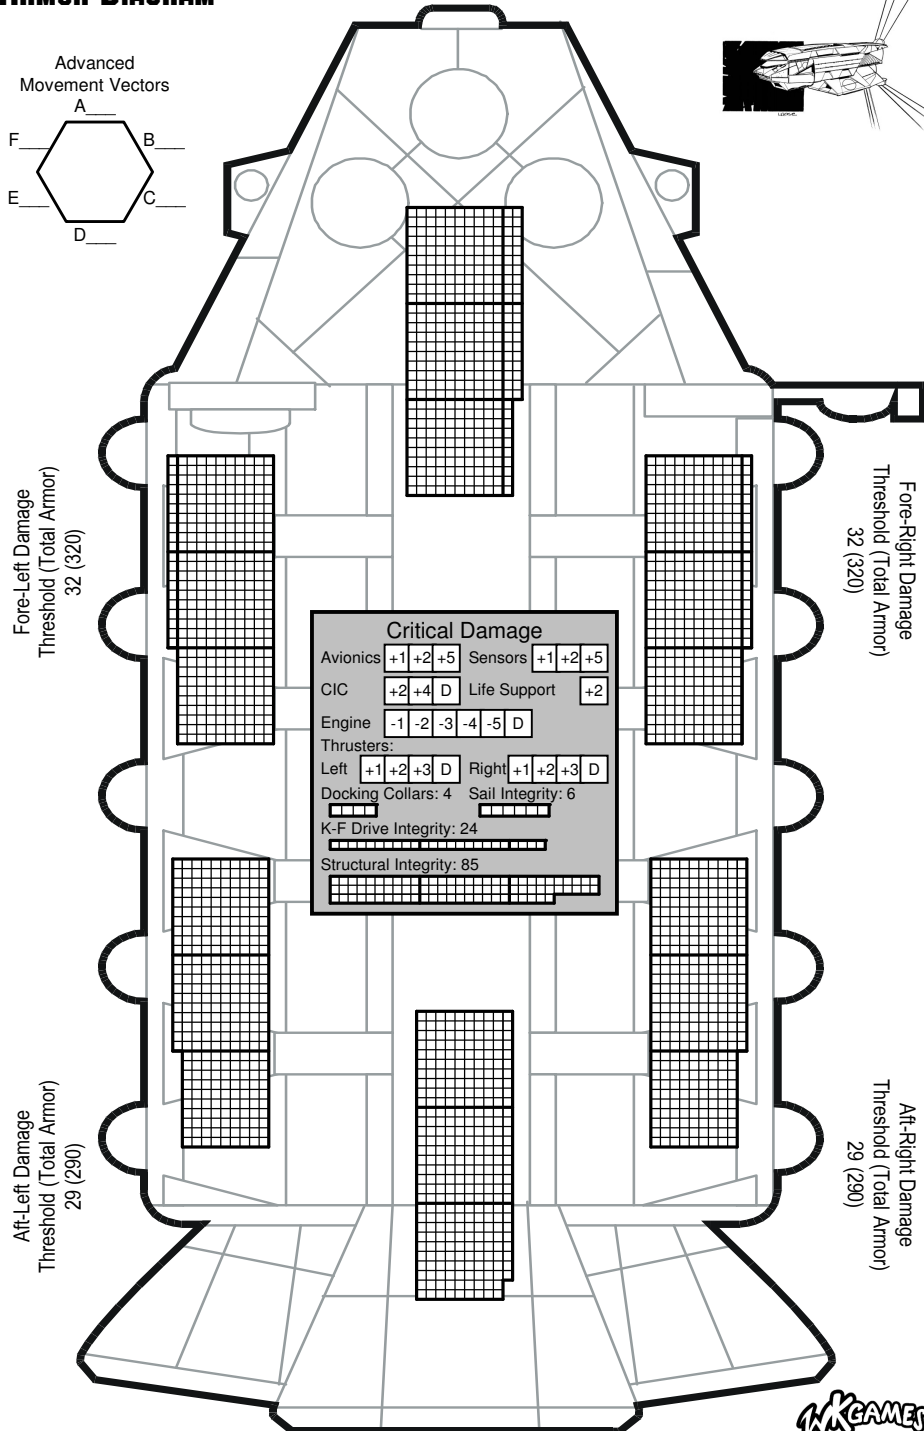 ARMOR DIAGRAM
Advanced
Movement Vectors
A___
F___
B___
E___
C___
D___
Fore-Left Damage
Threshold (Total Armor)
32 (320)
Fore-Right Damage
Threshold (Total Armor)
32 (320)
Critical Damage
Avionics +1 +2 +5 Sensors +1 +2 +5
CIC +2 +4 D Life Support +2
Engine -1 -2 -3 -4 -5 D
Thrusters:
Left +1 +2 +3 D Right +1 +2 +3 D
Docking Collars: 4 Sail Integrity: 6
K-F Drive Integrity: 24
Structural Integrity: 85
Aft-Left Damage
Threshold (Total Armor)
29 (290)
Aft-Right Damage
Threshold (Total Armor)
29 (290)
WKGAMES